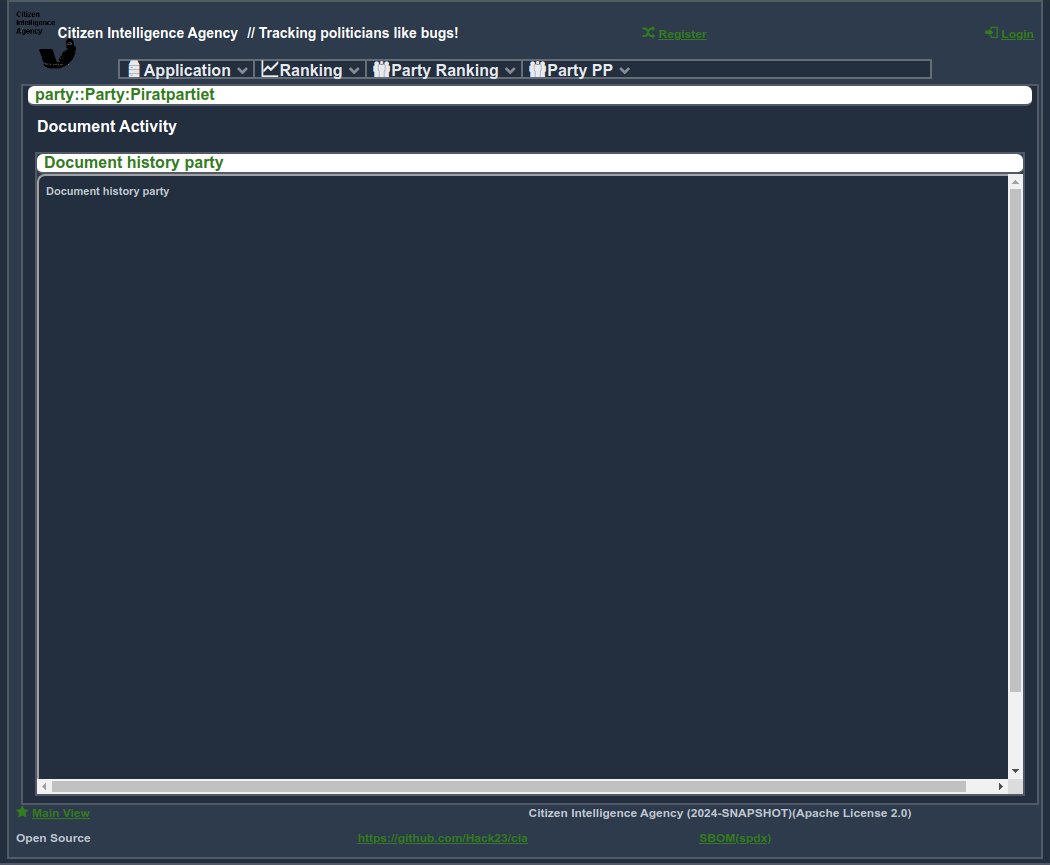 Citizen
Intelligence
Agency
Citizen Intelligence Agency // Tracking politicians like bugs!
Register
Login
Application
Ranking
Party Ranking
Party PP
party::Party:Piratpartiet
Document Activity
Document history party
Document history party
Main View
Citizen Intelligence Agency (2024-SNAPSHOT)(Apache License 2.0)
Open Source
https://github.com/Hack23/cia
SBOM(spdx)